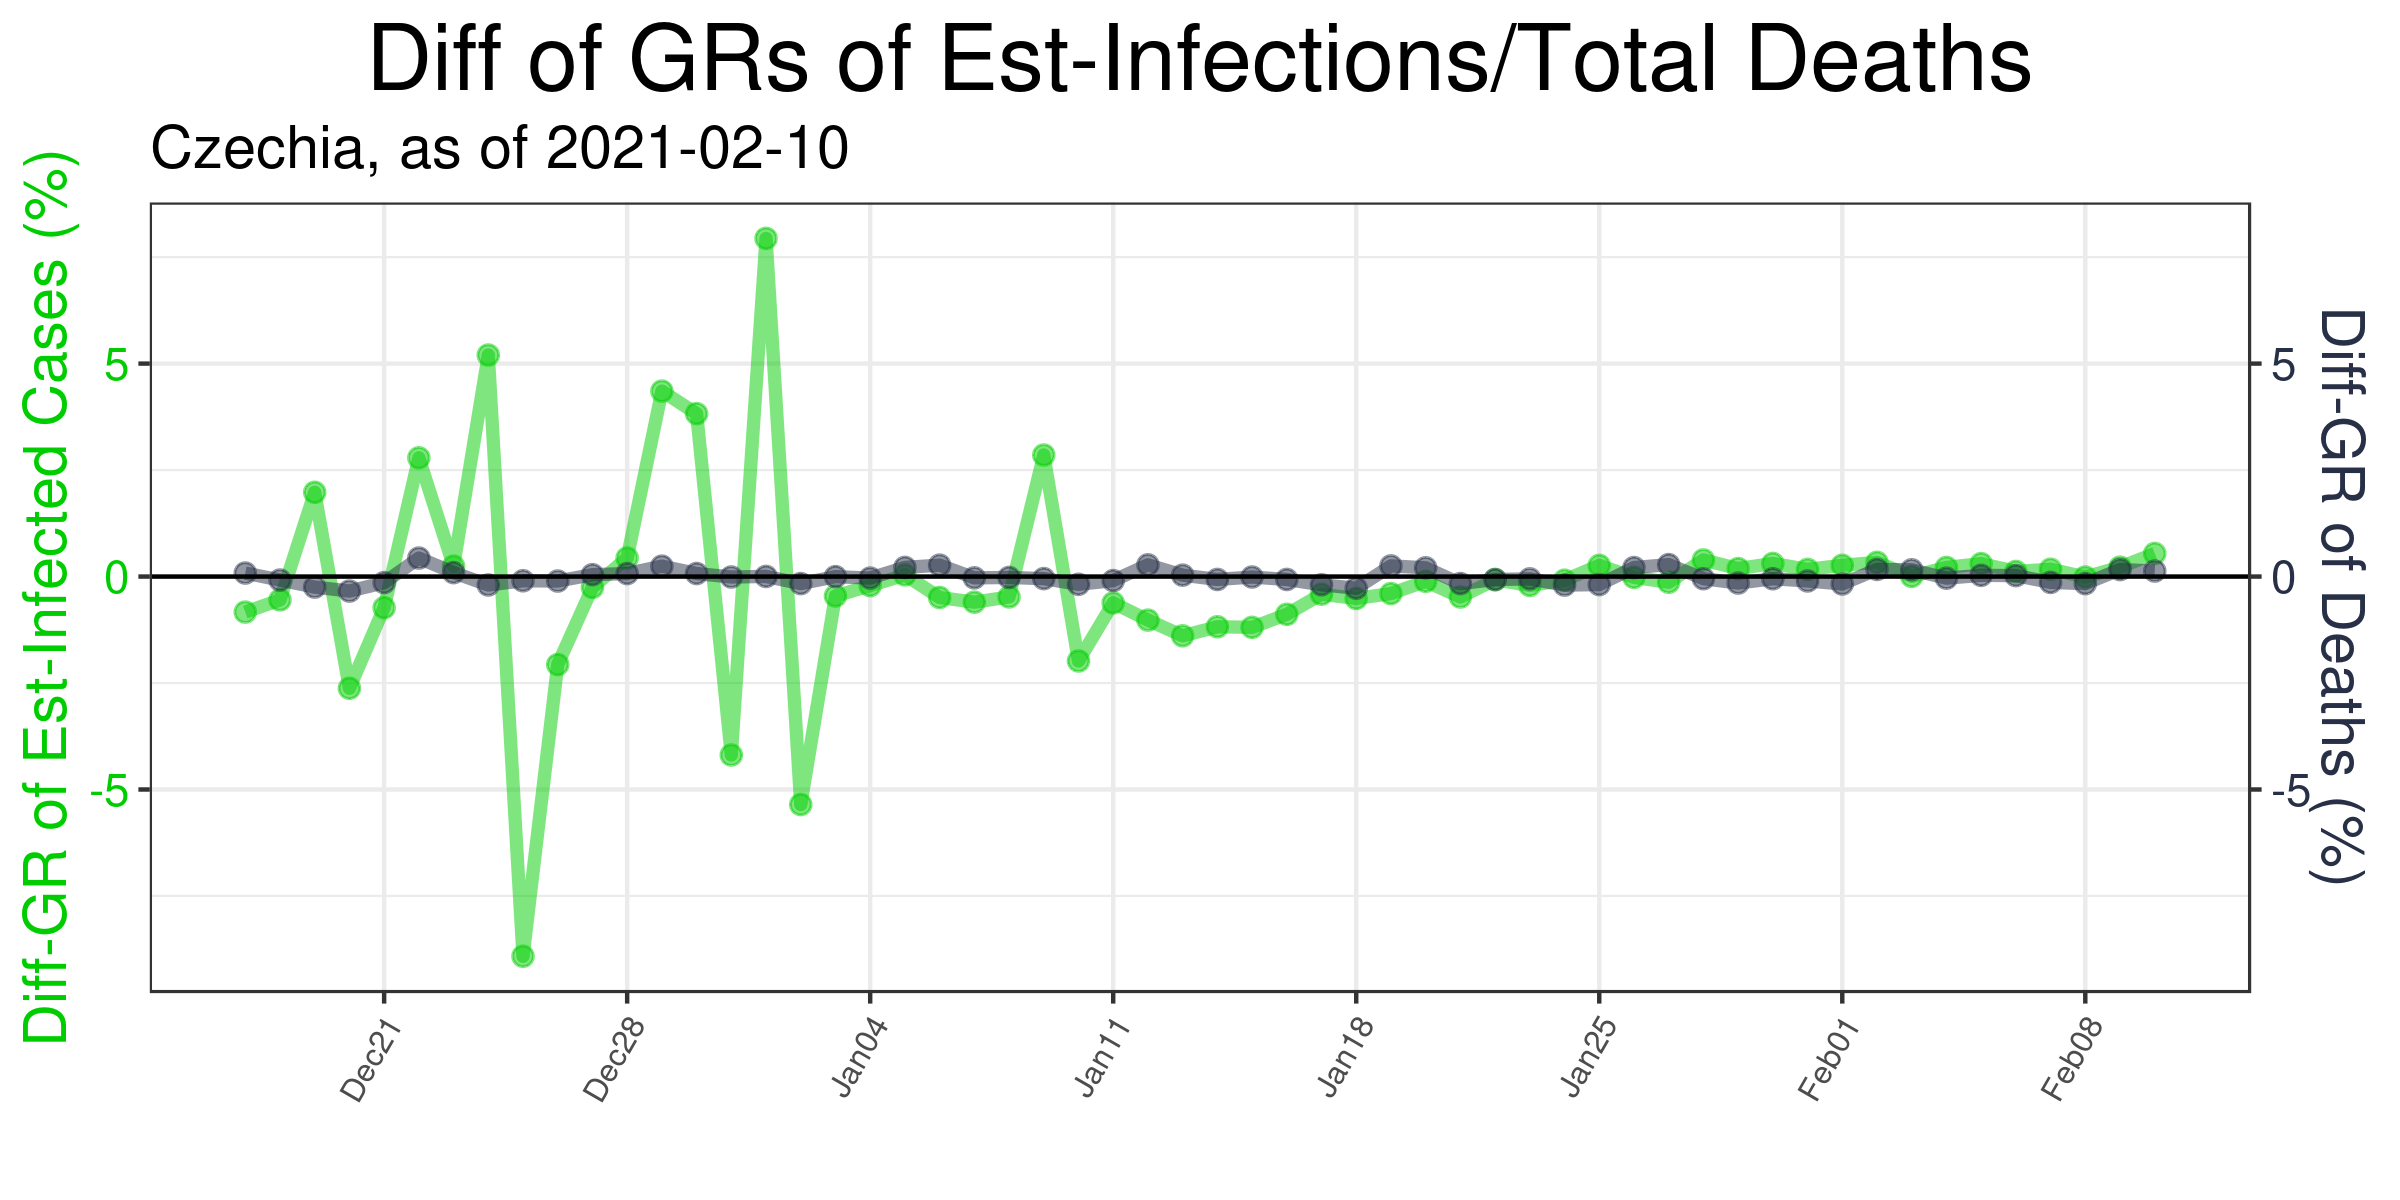 Diff of GRs of Est-Infections/Total Deaths
Czechia, as of 2021-02-10
Diff-GR of Est-Infected Cases (%)
5
0
-5
5
0
-5
Diff-GR of Deaths (%)
Dec21
Dec28
Jan04
Jan11
Jan18
Jan25
Feb01
Feb08